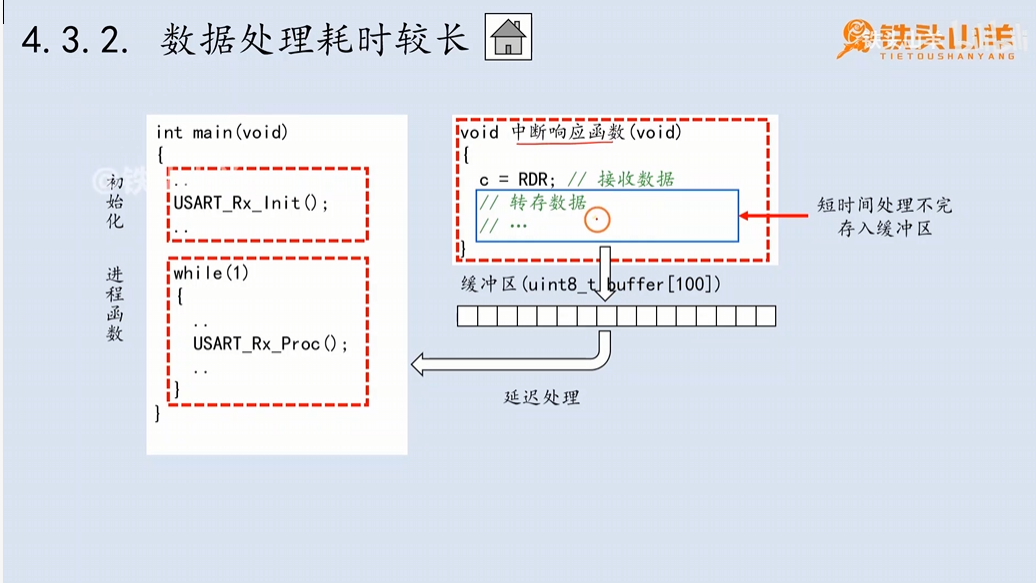 4.3.2. 数据处理耗时较长
铁头山羊
TIETOUSHANYANG
int main(void)
{
..
USART_Rx_Init();
..
while(1)
{
..
USART_Rx_Proc();
..
}
}
初始化
进程函数
void 中断响应函数(void)
{
c = RDR; // 接收数据
// 转存数据
// …
}
短时间处理不完
存入缓冲区
缓冲区(uint8_t buffer[100])
延迟处理